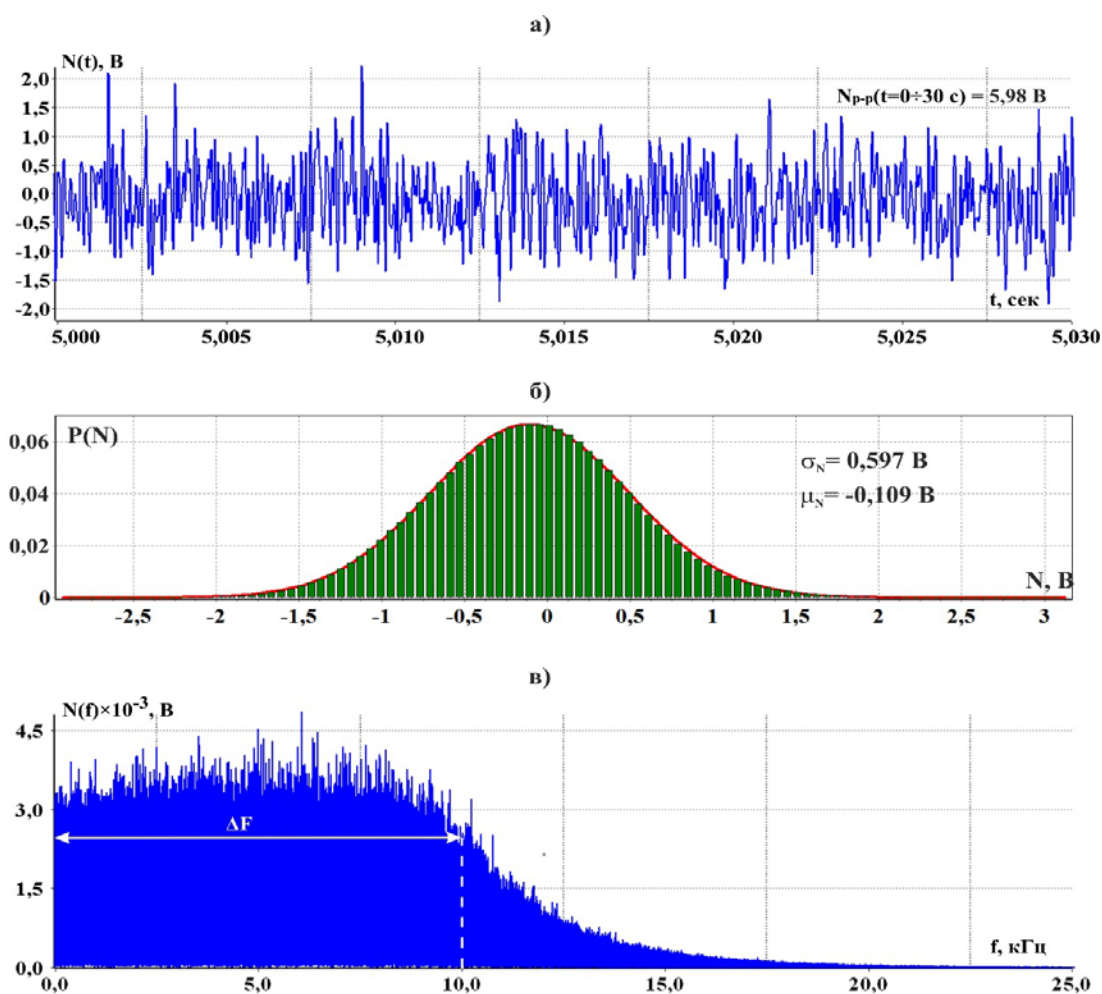 а)
N(t), В
Np-p(t=0÷30 с) = 5,98 В
2,0
1,5
1,0
0,5
0,0
-0,5
-1,0
-1,5
-2,0
t, сек
5,000 5,005 5,010 5,015 5,020 5,025 5,030
б)
P(N)
0,06
0,04
0,02
0
σN= 0,597 В
μN= -0,109 В
N, В
-2,5 -2 -1,5 -1 -0,5 0 0,5 1 1,5 2 2,5 3
в)
N(f)×10⁻³, В
4,5
3,0
1,5
0,0
ΔF
f, кГц
0,0 5,0 10,0 15,0 20,0 25,0